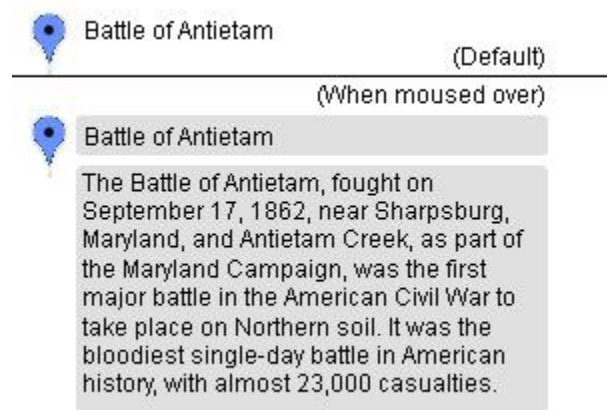 Battle of Antietam
(Default)
(When moused over)
Battle of Antietam
The Battle of Antietam, fought on
September 17, 1862, near Sharpsburg,
Maryland, and Antietam Creek, as part of
the Maryland Campaign, was the first
major battle in the American Civil War to
take place on Northern soil. It was the
bloodiest single-day battle in American
history, with almost 23,000 casualties.